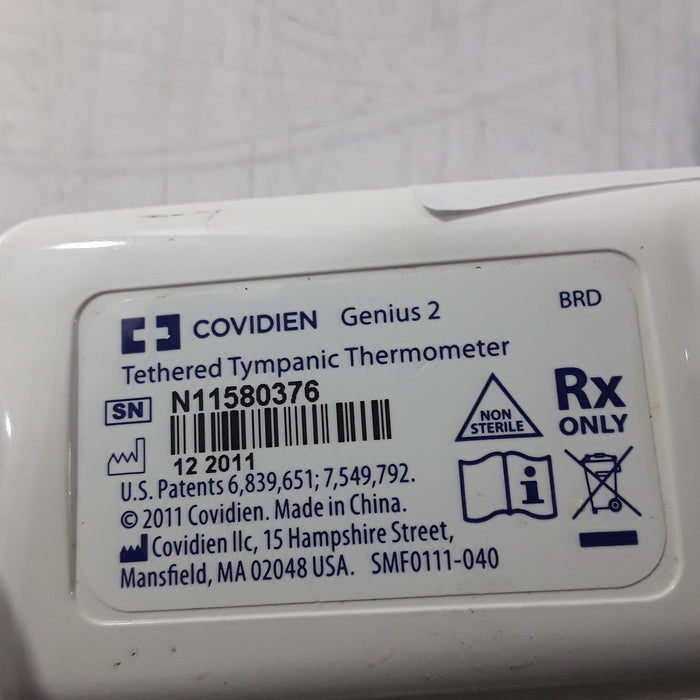 COVIDIEN Genius 2 BRD
Tethered Tympanic Thermometer
SN N11580376
12 2011
NON
STERILE
Rx
ONLY
i
U.S. Patents 6,839,651; 7,549,792.
© 2011 Covidien. Made in China.
Covidien llc, 15 Hampshire Street,
Mansfield, MA 02048 USA. SMF0111-040